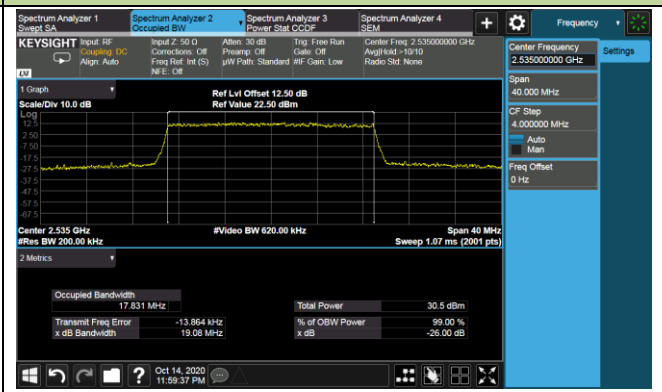 Spectrum Analyzer 1
Swept SA
Spectrum Analyzer 2
Occupied BW
Spectrum Analyzer 3
Power Stat CCDF
Spectrum Analyzer 4
SEM
+
Frequency
KEYSIGHT
Input: RF
Coupling: DC
Align: Auto
Input Z: 50 Ω
Corrections: Off
Freq Ref: Int (S)
NFE: Off
Atten: 30 dB
Preamp: Off
µW Path: Standard
Trig: Free Run
Gate: Off
#IF Gain: Low
Center Freq: 2.535000000 GHz
Avg|Hold:>10/10
Radio Std: None
LXI
Center Frequency
2.535000000 GHz
Settings
Span
40.000 MHz
CF Step
4.000000 MHz
Auto
Man
Freq Offset
0 Hz
1 Graph
Scale/Div 10.0 dB
Ref Lvl Offset 12.50 dB
Ref Value 22.50 dBm
Log
12.5
2.50
-7.50
-17.5
-27.5
-37.5
-47.5
-57.5
-67.5
Center 2.535 GHz
#Video BW 620.00 kHz
Span 40 MHz
#Res BW 200.00 kHz
Sweep 1.07 ms (2001 pts)
2 Metrics
Occupied Bandwidth
17.831 MHz
Total Power
30.5 dBm
Transmit Freq Error
-13.864 kHz
% of OBW Power
99.00 %
x dB Bandwidth
19.08 MHz
x dB
-26.00 dB
?
Oct 14, 2020
11:59:37 PM